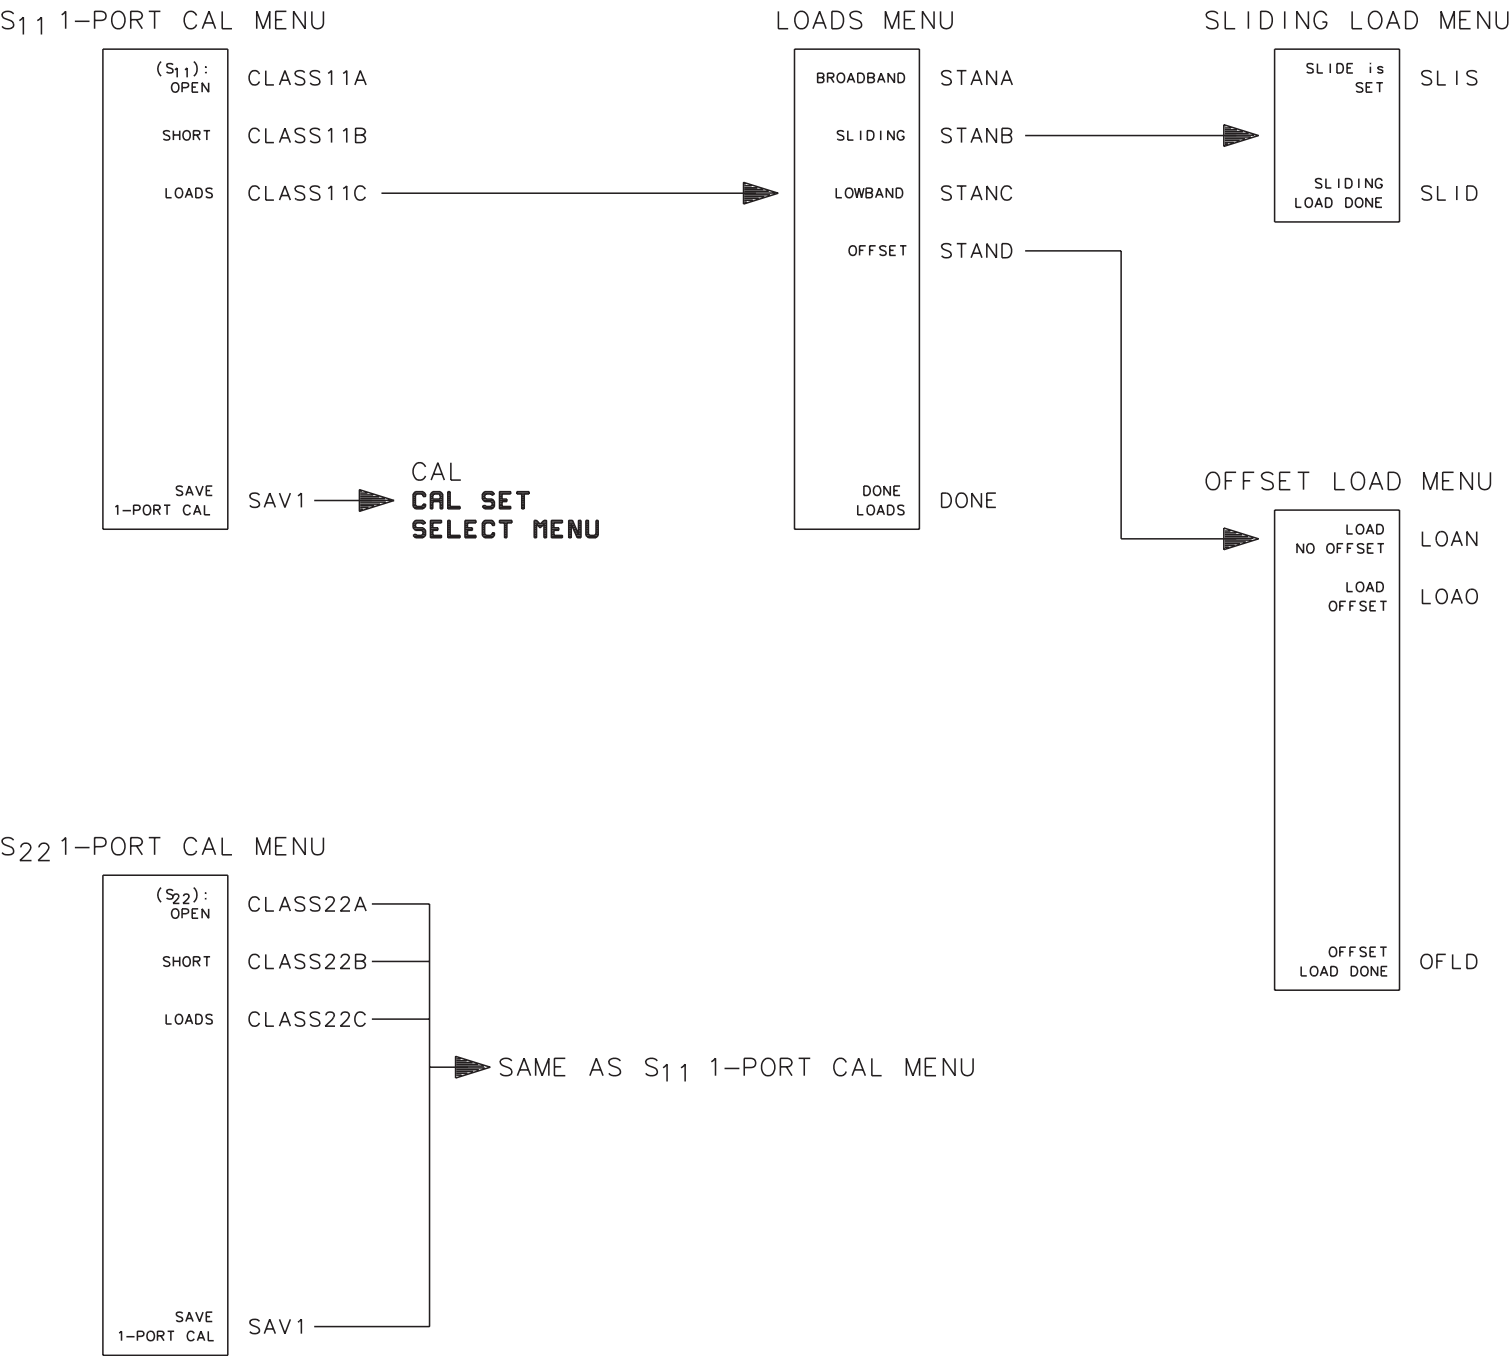 S11 1-PORT CAL MENU
(S11):
OPEN
CLASS11A
SHORT
CLASS11B
LOADS
CLASS11C
SAVE
1-PORT CAL
SAV1
CAL
CAL SET
SELECT MENU
LOADS MENU
BROADBAND
STANA
SLIDING
STANB
LOWBAND
STANC
OFFSET
STAND
DONE
LOADS
DONE
SLIDING LOAD MENU
SLIDE is
SET
SLIS
SLIDING
LOAD DONE
SLID
OFFSET LOAD MENU
LOAD
NO OFFSET
LOAN
LOAD
OFFSET
LOAO
OFFSET
LOAD DONE
OFLD
S22 1-PORT CAL MENU
(S22):
OPEN
CLASS22A
SHORT
CLASS22B
LOADS
CLASS22C
SAME AS S11 1-PORT CAL MENU
SAVE
1-PORT CAL
SAV1